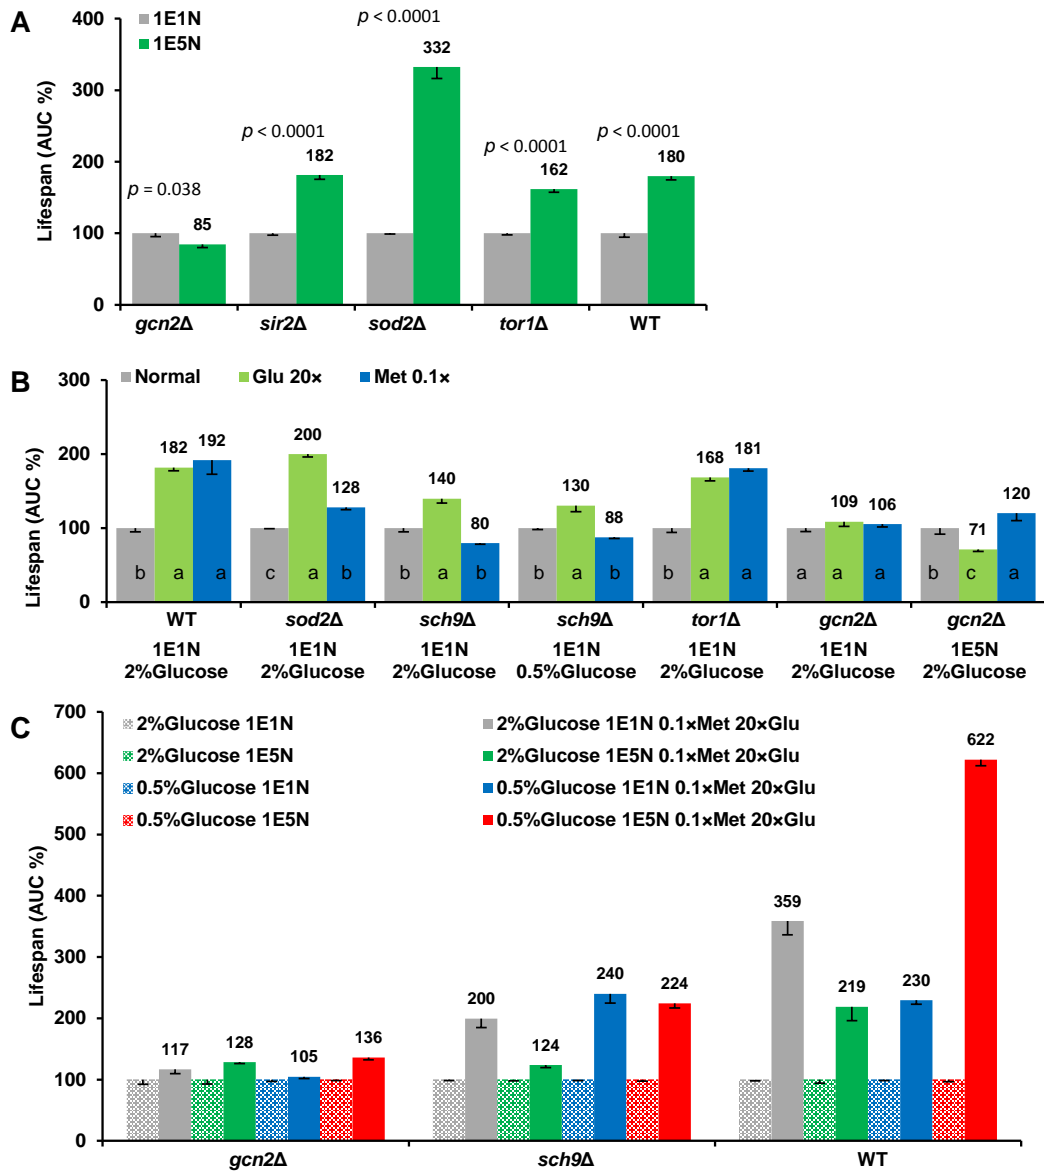 A
400
350
300
200
100
0
Lifespan (AUC %)
1E1N
1E5N
p = 0.038
85
p < 0.0001
182
p < 0.0001
332
p < 0.0001
162
p < 0.0001
180
gcn2Δ sir2Δ sod2Δ tor1Δ WT
B
300
200
100
0
Lifespan (AUC %)
Normal Glu 20× Met 0.1×
182 192 200 128 140 80 130 88 168 181 109 106 71 120
b a a c a b b a b b a b b a a a a a b c a
WT sod2Δ sch9Δ sch9Δ tor1Δ gcn2Δ gcn2Δ
1E1N 1E1N 1E1N 1E1N 1E1N 1E1N 1E5N
2%Glucose 2%Glucose 2%Glucose 0.5%Glucose 2%Glucose 2%Glucose 2%Glucose
C
700
600
500
400
300
200
100
0
Lifespan (AUC %)
2%Glucose 1E1N 2%Glucose 1E1N 0.1×Met 20×Glu
2%Glucose 1E5N 2%Glucose 1E5N 0.1×Met 20×Glu
0.5%Glucose 1E1N 0.5%Glucose 1E1N 0.1×Met 20×Glu
0.5%Glucose 1E5N 0.5%Glucose 1E5N 0.1×Met 20×Glu
117 128 105 136 200 124 240 224 359 219 230 622
gcn2Δ sch9Δ WT